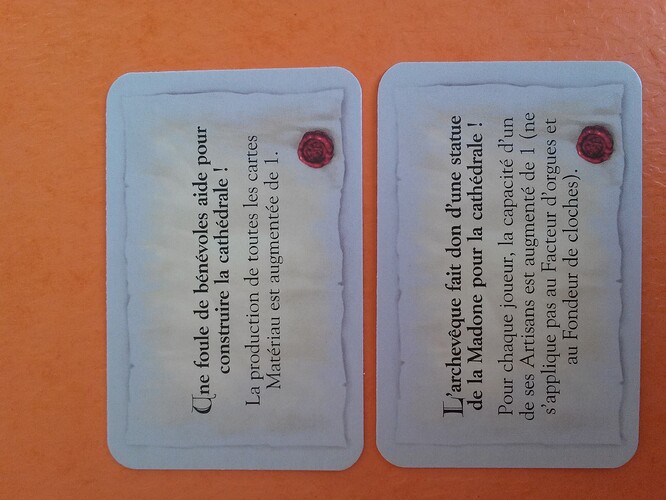 Une foule de bénévoles aide pour
construire la cathédrale !
La production de toutes les cartes
Matériau est augmentée de 1.
L'archevêque fait don d'une statue
de la Madone pour la cathédrale !
Pour chaque joueur, la capacité d'un
de ses Artisans est augmenté de 1 (ne
s'applique pas au Facteur d'orgues et
au Fondeur de cloches).